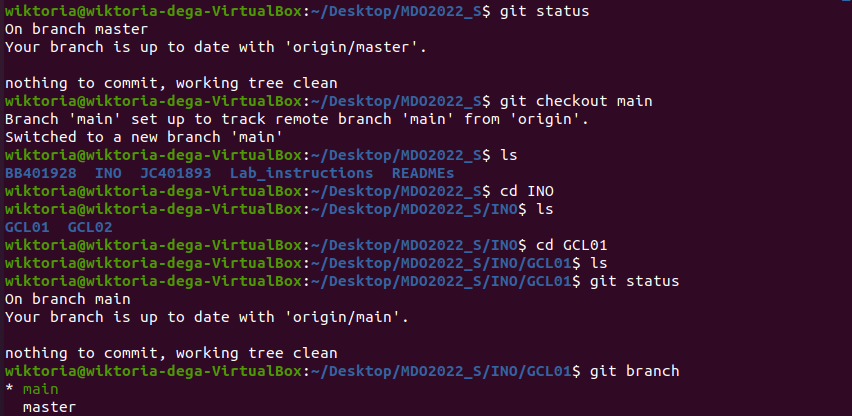 wiktoria@wiktoria-dega-VirtualBox:~/Desktop/MDO2022_S$ git status
On branch master
Your branch is up to date with 'origin/master'.

nothing to commit, working tree clean
wiktoria@wiktoria-dega-VirtualBox:~/Desktop/MDO2022_S$ git checkout main
Branch 'main' set up to track remote branch 'main' from 'origin'.
Switched to a new branch 'main'
wiktoria@wiktoria-dega-VirtualBox:~/Desktop/MDO2022_S$ ls
BB401928  INO  JC401893  Lab_instructions  READMEs
wiktoria@wiktoria-dega-VirtualBox:~/Desktop/MDO2022_S$ cd INO
wiktoria@wiktoria-dega-VirtualBox:~/Desktop/MDO2022_S/INO$ ls
GCL01  GCL02
wiktoria@wiktoria-dega-VirtualBox:~/Desktop/MDO2022_S/INO$ cd GCL01
wiktoria@wiktoria-dega-VirtualBox:~/Desktop/MDO2022_S/INO/GCL01$ ls
wiktoria@wiktoria-dega-VirtualBox:~/Desktop/MDO2022_S/INO/GCL01$ git status
On branch main
Your branch is up to date with 'origin/main'.

nothing to commit, working tree clean
wiktoria@wiktoria-dega-VirtualBox:~/Desktop/MDO2022_S/INO/GCL01$ git branch
* main
  master